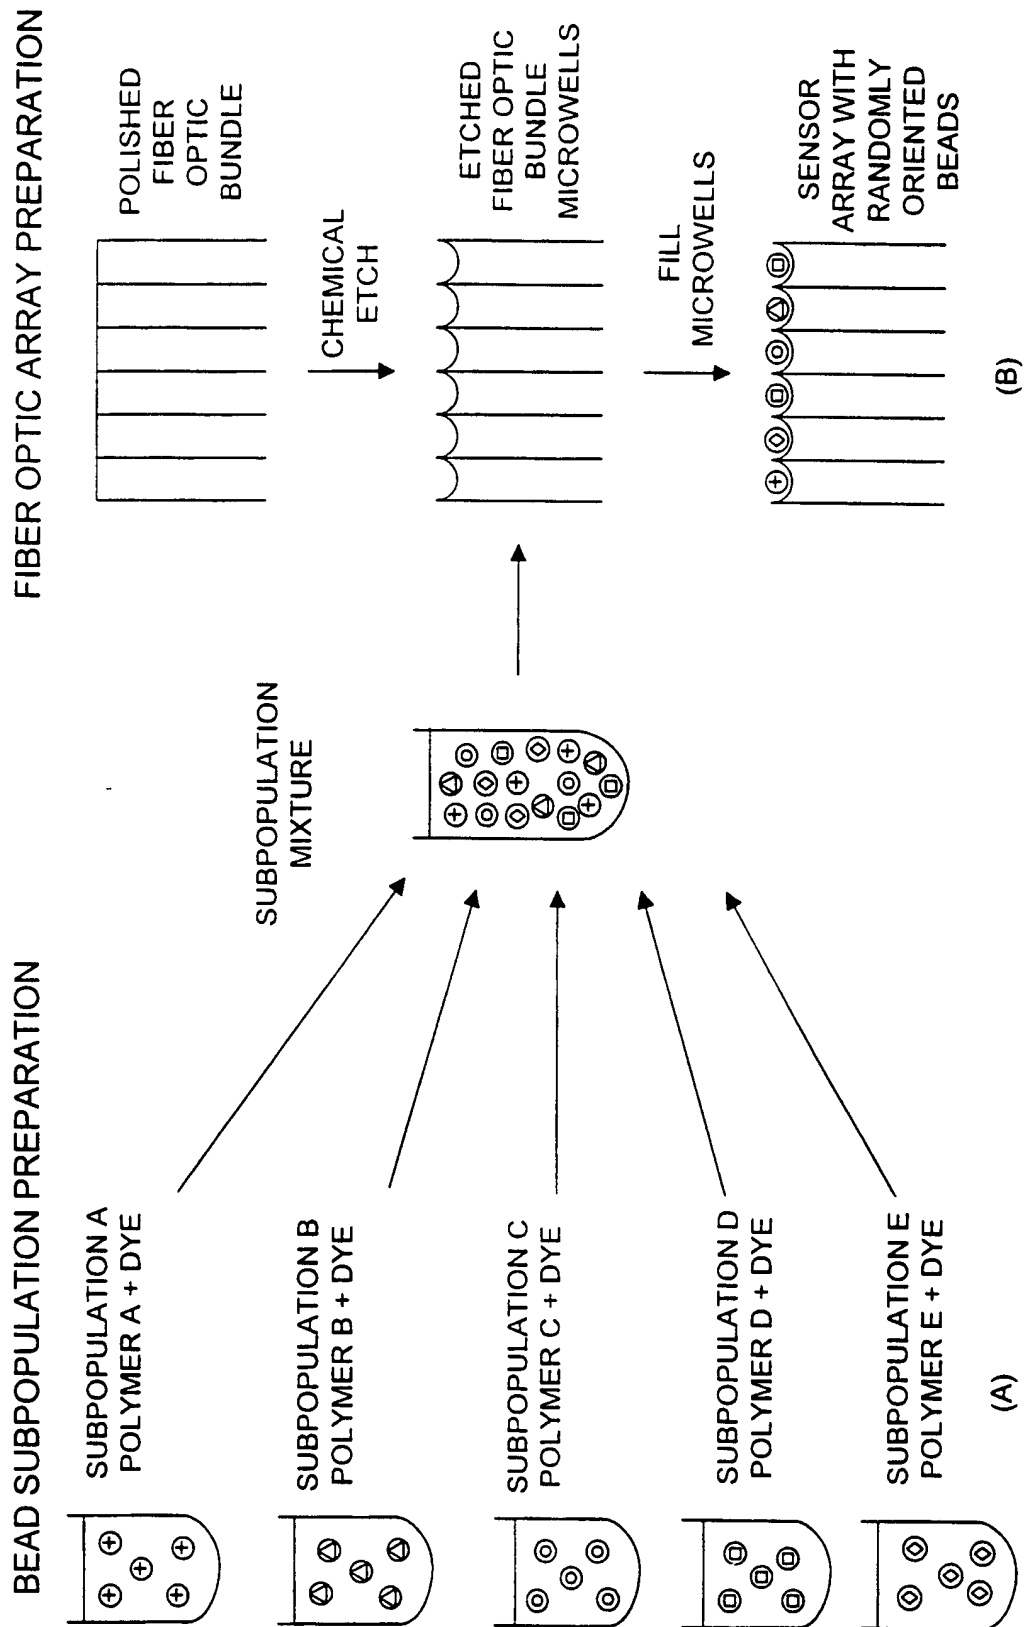 BEAD SUBPOPULATION PREPARATION
SUBPOPULATION A
POLYMER A + DYE
SUBPOPULATION B
POLYMER B + DYE
SUBPOPULATION C
POLYMER C + DYE
SUBPOPULATION D
POLYMER D + DYE
SUBPOPULATION E
POLYMER E + DYE
(A)
SUBPOPULATION
MIXTURE
FIBER OPTIC ARRAY PREPARATION
POLISHED
FIBER
OPTIC
BUNDLE
CHEMICAL
ETCH
ETCHED
FIBER OPTIC
BUNDLE
MICROWELLS
FILL
MICROWELLS
SENSOR
ARRAY WITH
RANDOMLY
ORIENTED
BEADS
(B)